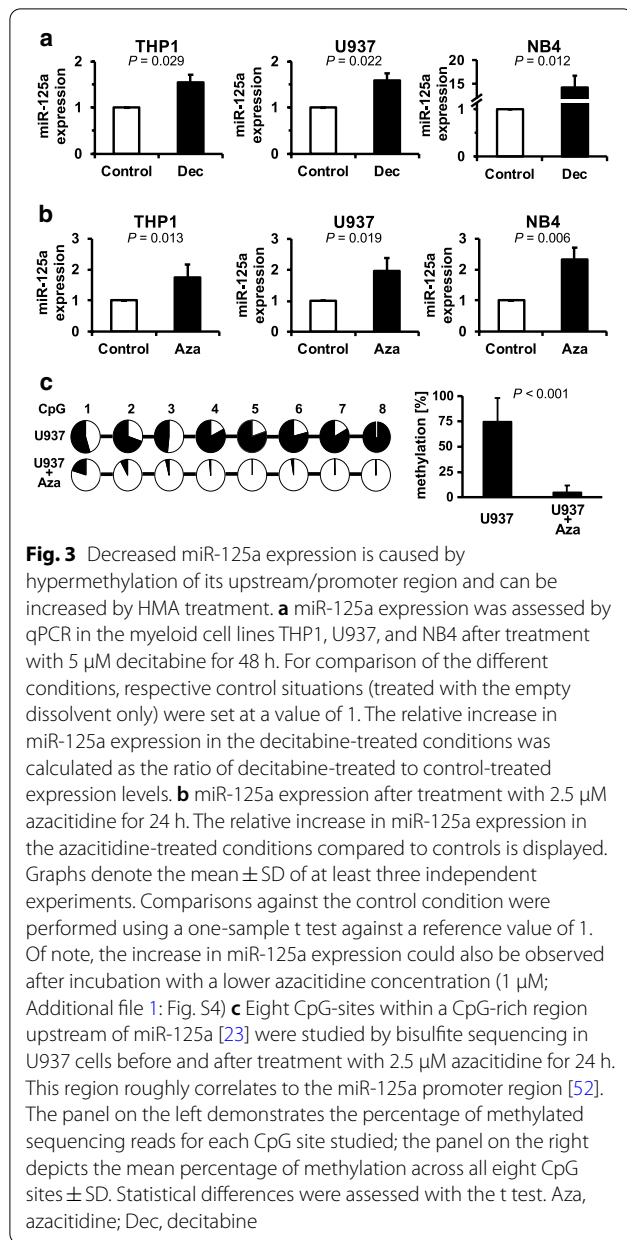 a
THP1 U937 NB4
P = 0.029 P = 0.022 P = 0.012
miR-125a expression
2
1
0
Control Dec
miR-125a expression
2
1
0
Control Dec
miR-125a expression
20
15
1
0
Control Dec
b
THP1 U937 NB4
P = 0.013 P = 0.019 P = 0.006
miR-125a expression
3
2
1
0
Control Aza
miR-125a expression
3
2
1
0
Control Aza
miR-125a expression
3
2
1
0
Control Aza
c
CpG 1 2 3 4 5 6 7 8
U937
U937
+
Aza
P < 0.001
methylation [%]
100
75
50
25
0
U937 U937
+
Aza
Fig. 3 Decreased miR-125a expression is caused by
hypermethylation of its upstream/promoter region and can be
increased by HMA treatment. a miR-125a expression was assessed by
qPCR in the myeloid cell lines THP1, U937, and NB4 after treatment
with 5 µM decitabine for 48 h. For comparison of the different
conditions, respective control situations (treated with the empty
dissolvent only) were set at a value of 1. The relative increase in
miR-125a expression in the decitabine-treated conditions was
calculated as the ratio of decitabine-treated to control-treated
expression levels. b miR-125a expression after treatment with 2.5 µM
azacitidine for 24 h. The relative increase in miR-125a expression in
the azacitidine-treated conditions compared to controls is displayed.
Graphs denote the mean ± SD of at least three independent
experiments. Comparisons against the control condition were
performed using a one-sample t test against a reference value of 1.
Of note, the increase in miR-125a expression could also be observed
after incubation with a lower azacitidine concentration (1 µM;
Additional file 1: Fig. S4) c Eight CpG-sites within a CpG-rich region
upstream of miR-125a [23] were studied by bisulfite sequencing in
U937 cells before and after treatment with 2.5 µM azacitidine for 24 h.
This region roughly correlates to the miR-125a promoter region [52].
The panel on the left demonstrates the percentage of methylated
sequencing reads for each CpG site studied; the panel on the right
depicts the mean percentage of methylation across all eight CpG
sites ± SD. Statistical differences were assessed with the t test. Aza,
azacitidine; Dec, decitabine